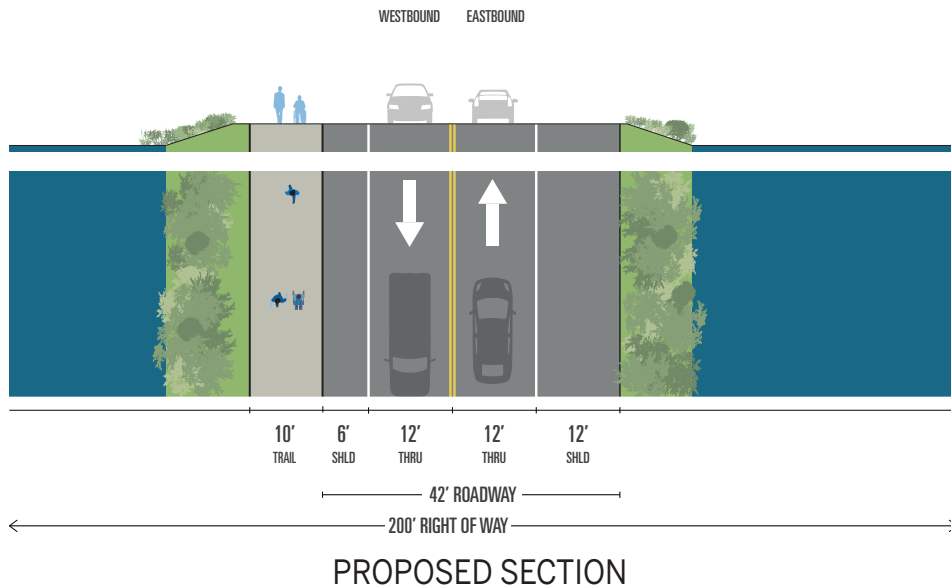 WESTBOUND EASTBOUND
10’ 6’ 12’ 12’ 12’
TRAIL SHLD THRU THRU SHLD
42’ ROADWAY
200’ RIGHT OF WAY
PROPOSED SECTION